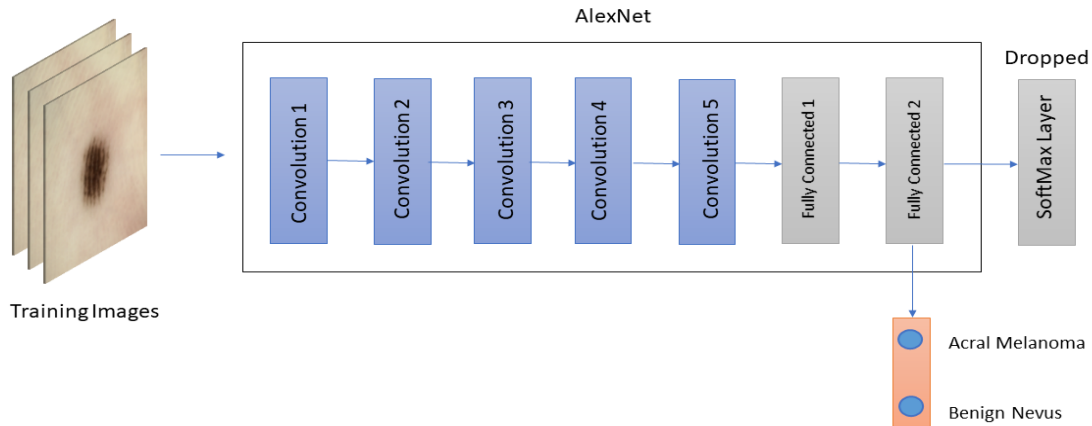 AlexNet
Dropped
Convolution 1
Convolution 2
Convolution 3
Convolution 4
Convolution 5
Fully Connected 1
Fully Connected 2
SoftMax Layer
Training Images
Acral Melanoma
Benign Nevus